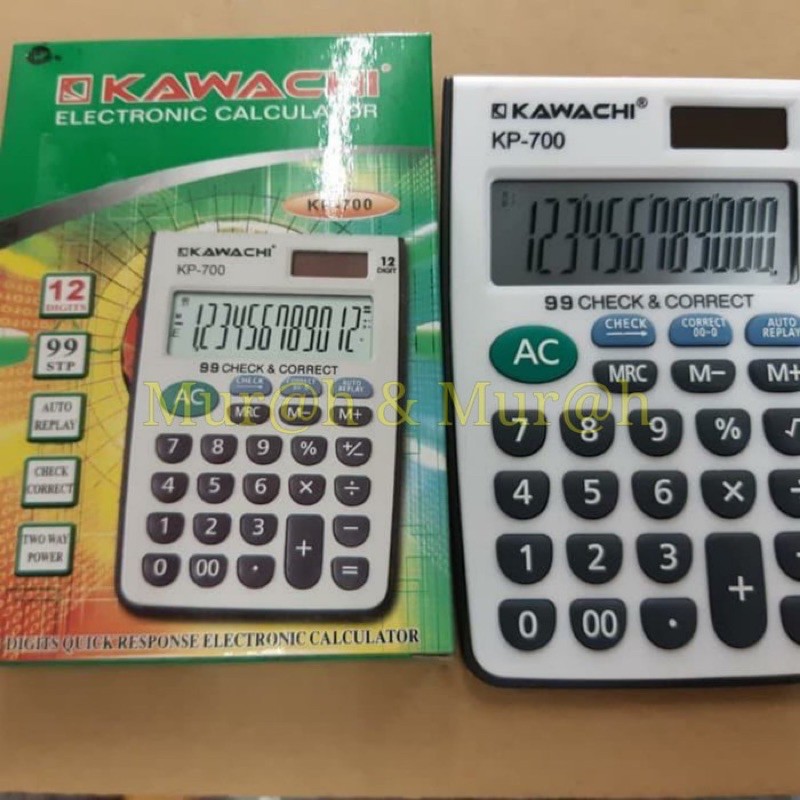 KAWACHI®
ELECTRONIC CALCULATOR
KP-700
KAWACHI®
KP-700
12
DIGIT
123456789012
99 CHECK & CORRECT
AC
CHECK
CORRECT
00-0
AUTO
REPLAY
MRC
M−
M+
7 8 9 % +/−
4 5 6 × ÷
1 2 3 −
0 00 · + =
12
DIGITS
99
STP
AUTO
REPLAY
CHECK
CORRECT
TWO WAY
POWER
DIGITS QUICK RESPONSE ELECTRONIC CALCULATOR
KAWACHI®
KP-700
123456789000
99 CHECK & CORRECT
AC
CHECK
CORRECT
00-0
AUTO
REPLAY
MRC
M−
M+
7 8 9 % √
4 5 6 ×
1 2 3
0 00 · +
Mur@h & Mur@h